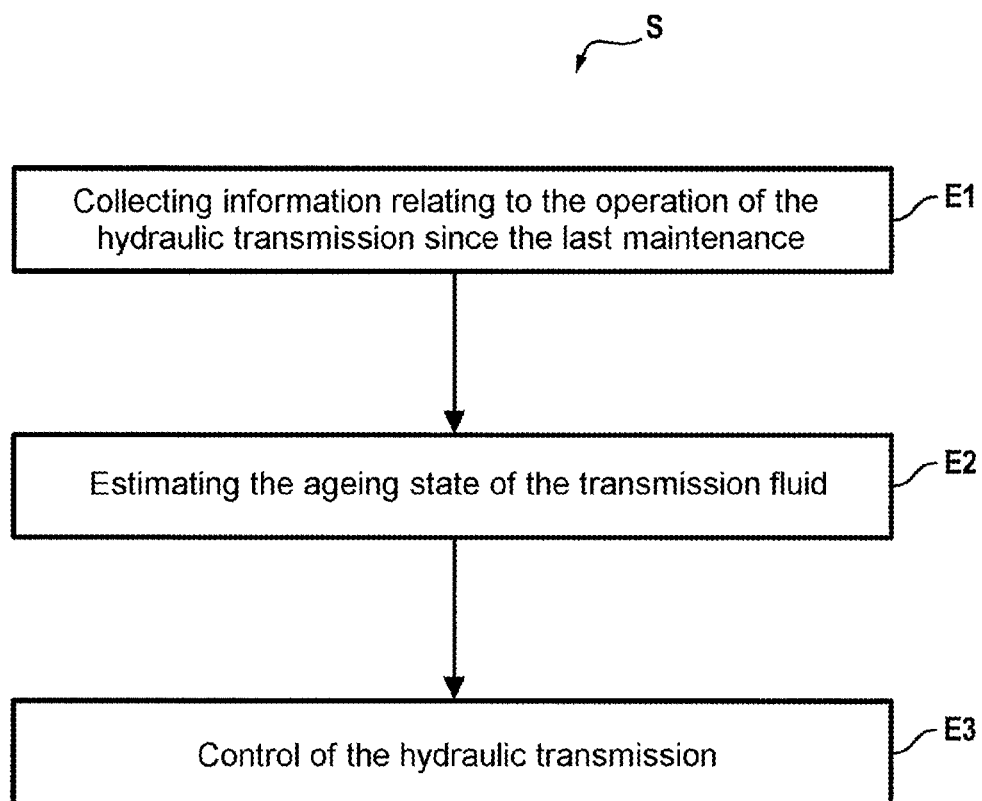 S
Collecting information relating to the operation of the
hydraulic transmission since the last maintenance
E1
Estimating the ageing state of the transmission fluid
E2
Control of the hydraulic transmission
E3